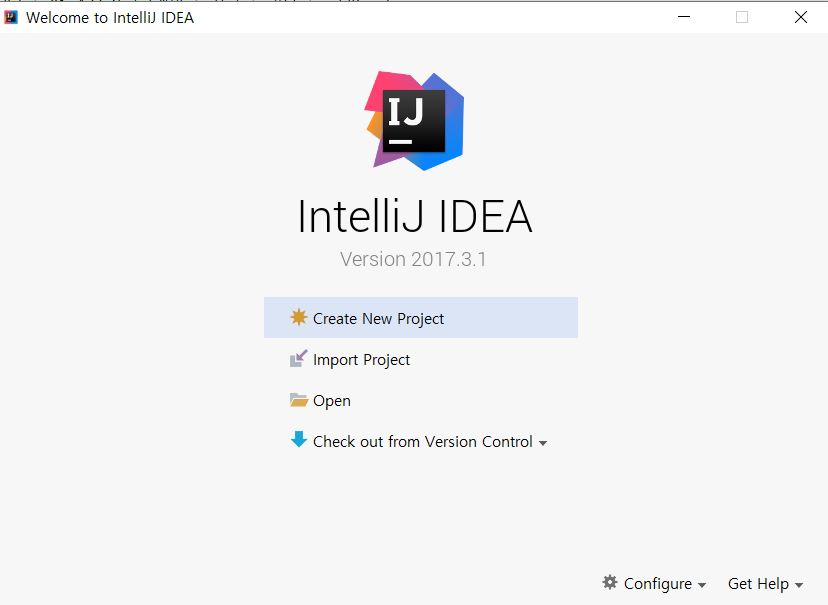 Welcome to IntelliJ IDEA
IJ
IntelliJ IDEA
Version 2017.3.1
Create New Project
Import Project
Open
Check out from Version Control
Configure
Get Help